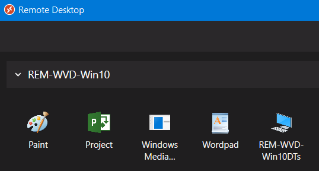 Remote Desktop
REM-WVD-Win10
Paint
Project
Windows
Media...
Wordpad
REM-WVD-
Win10DTs